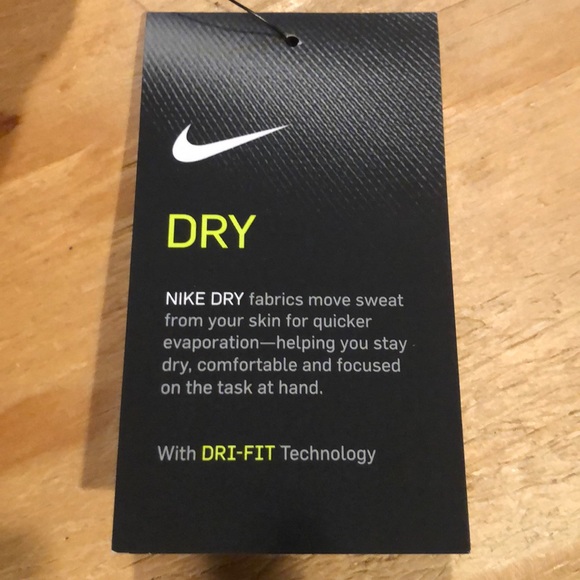 DRY
NIKE DRY fabrics move sweat
from your skin for quicker
evaporation—helping you stay
dry, comfortable and focused
on the task at hand.
With DRI-FIT Technology